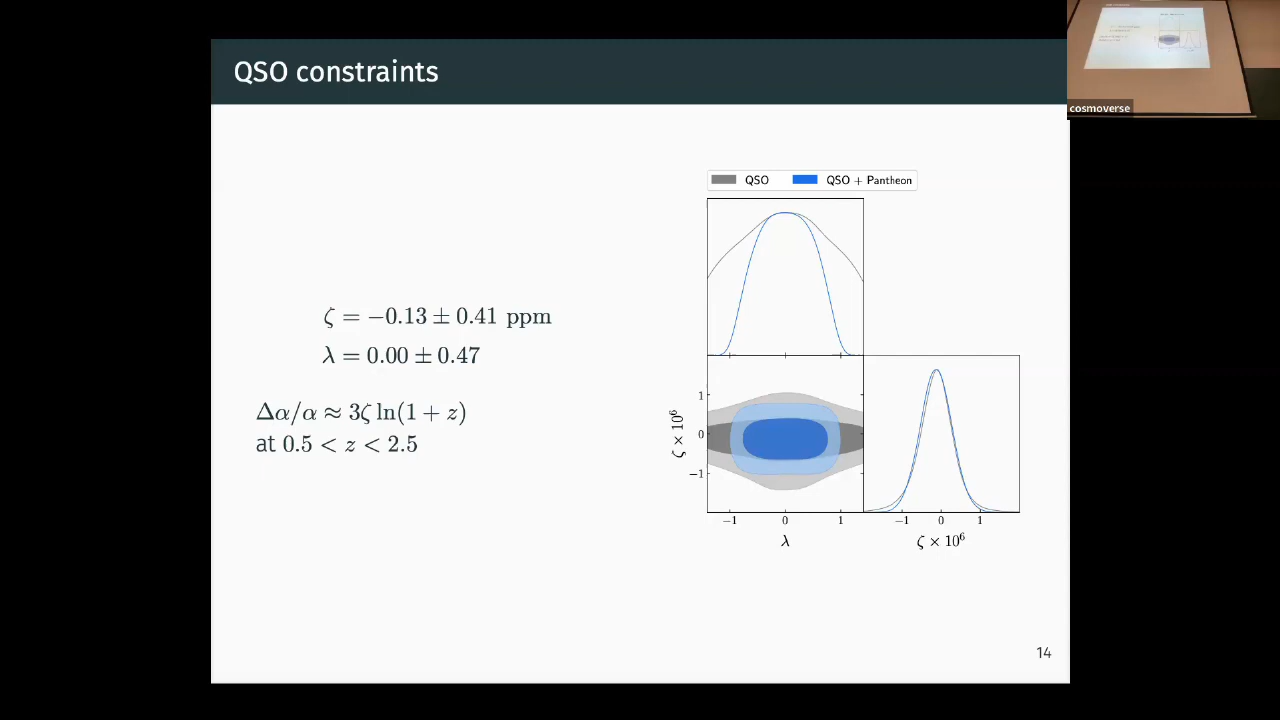 QSO constraints
cosmoverse
QSO
QSO + Pantheon
ζ = −0.13 ± 0.41 ppm
λ = 0.00 ± 0.47
Δα/α ≈ 3ζ ln(1 + z)
at 0.5 < z < 2.5
ζ × 10⁶
1
0
−1
−1 0 1
λ
−1 0 1
ζ × 10⁶
14